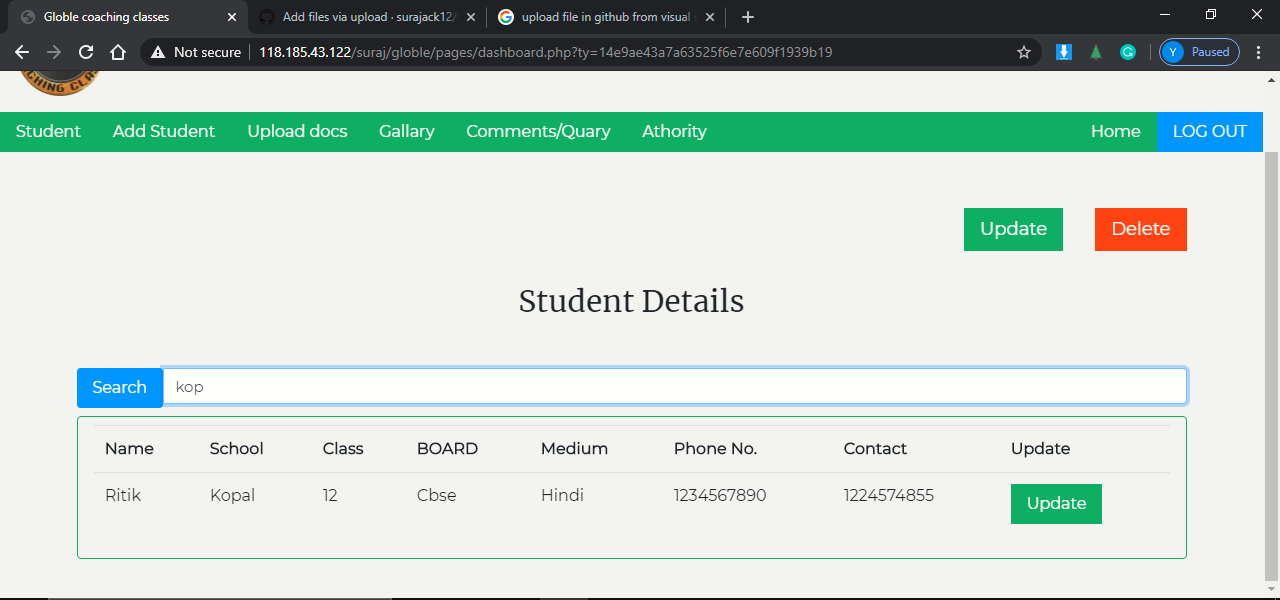 Globle coaching classes
Add files via upload · surajack12/
upload file in github from visual
Not secure 118.185.43.122/suraj/globle/pages/dashboard.php?ty=14e9ae43a7a63525f6e7e609f1939b19
Y Paused
CHING CLA
Student Add Student Upload docs Gallary Comments/Quary Athority Home LOG OUT
Update Delete
Student Details
Search kop
Name School Class BOARD Medium Phone No. Contact Update
Ritik Kopal 12 Cbse Hindi 1234567890 1224574855 Update